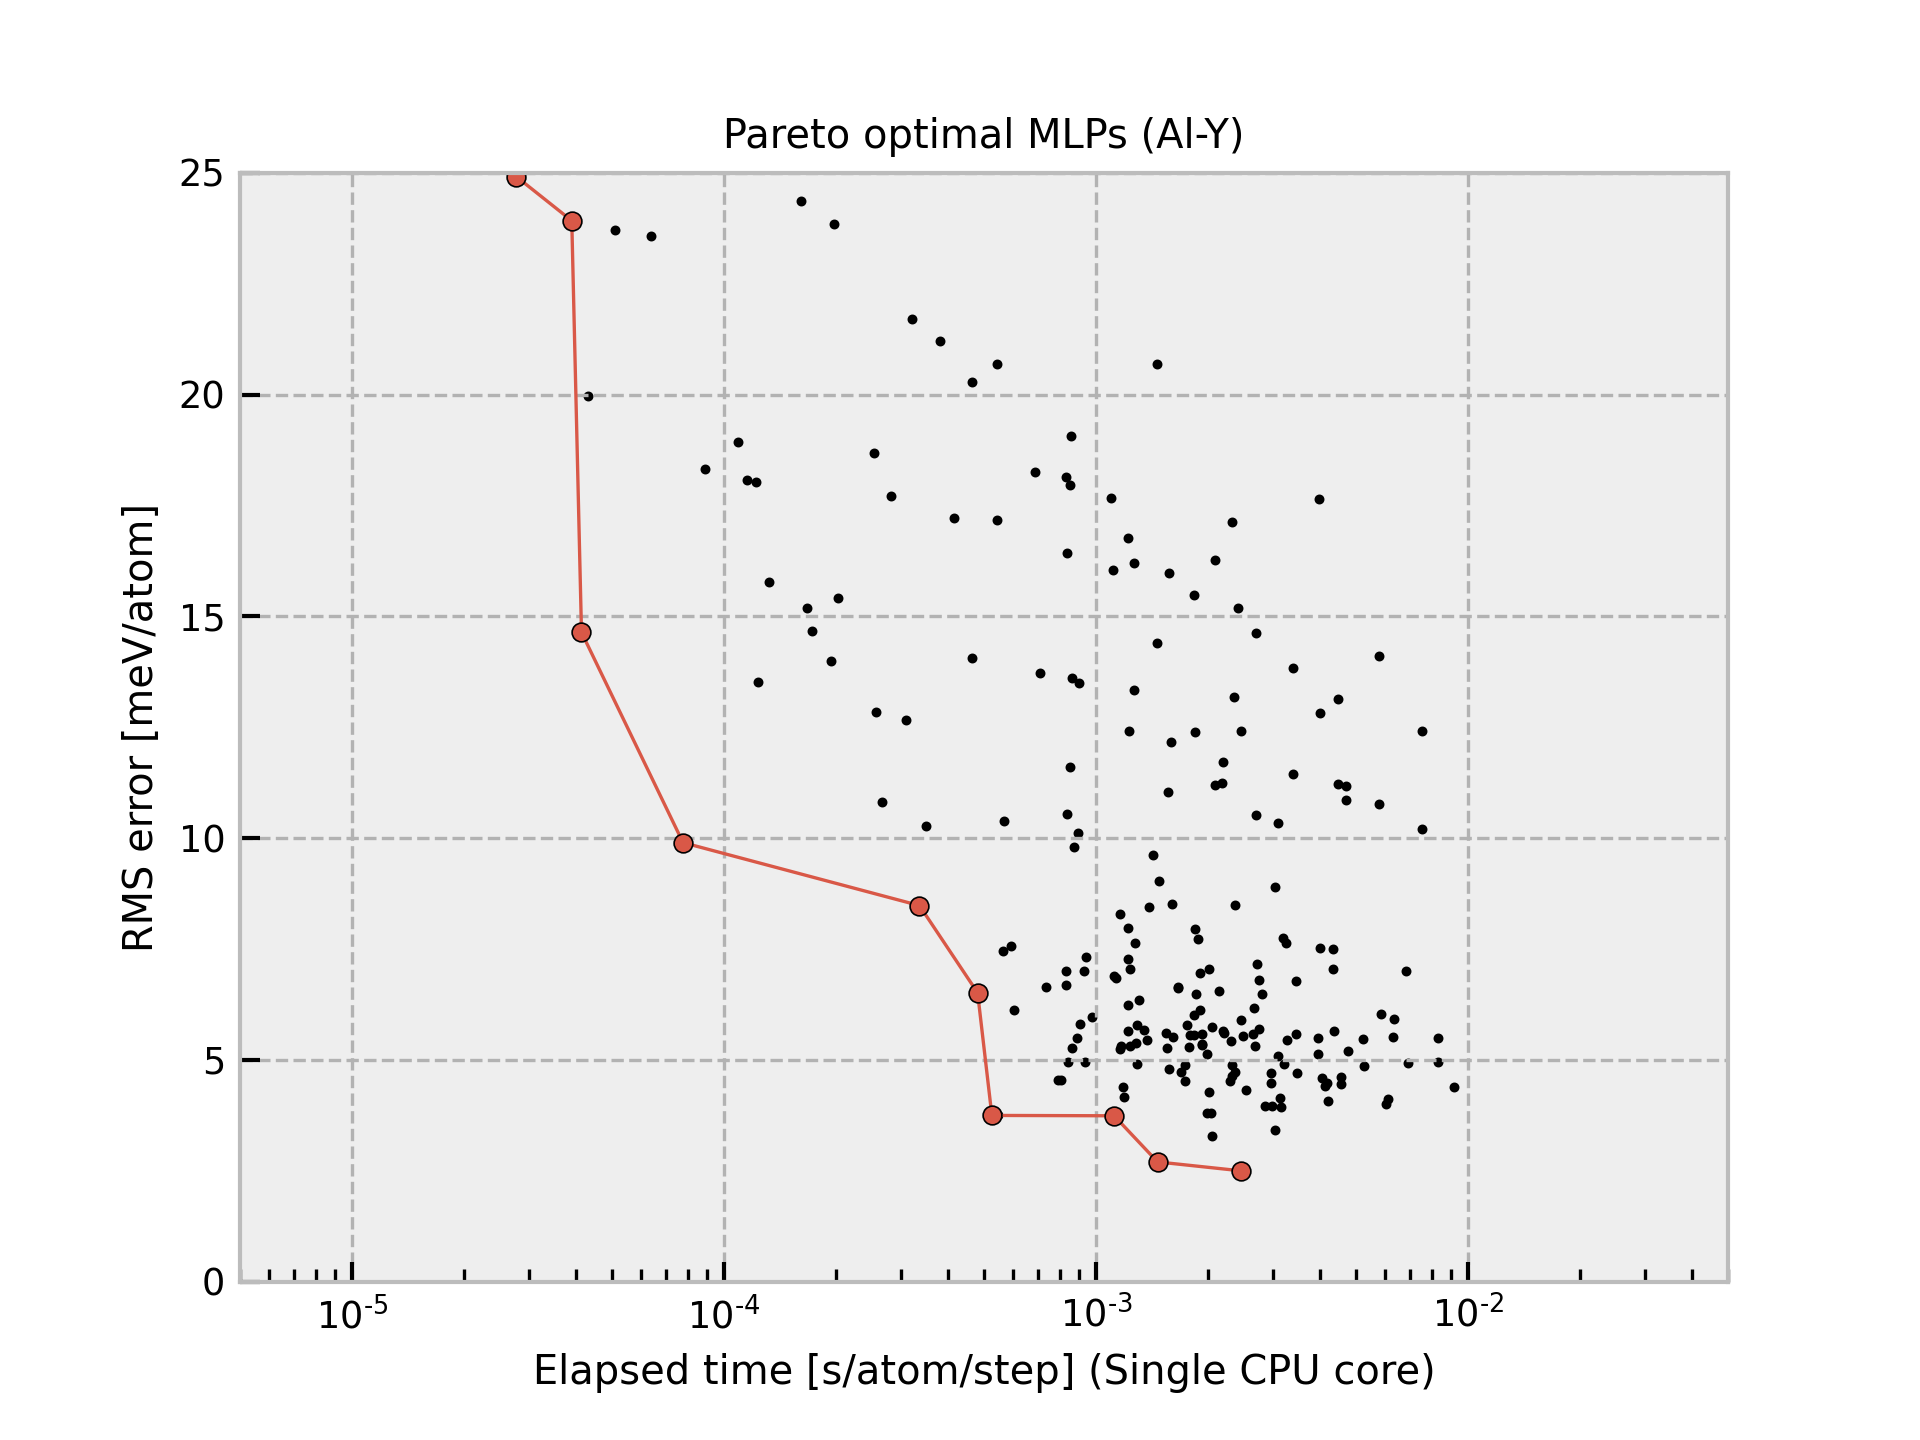 Pareto optimal MLPs (Al-Y)
25
20
15
10
5
0
RMS error [meV/atom]
10-5 10-4 10-3 10-2
Elapsed time [s/atom/step] (Single CPU core)